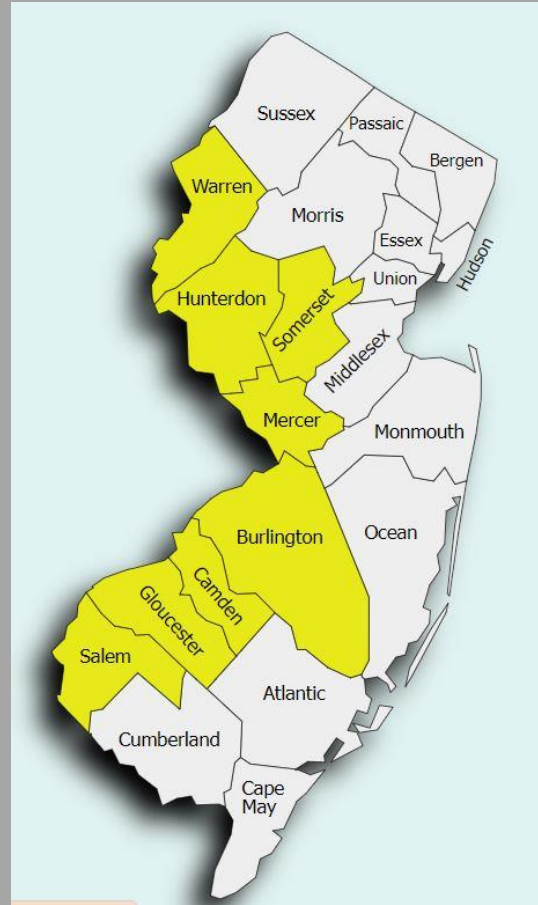 Sussex
Passaic
Bergen
Warren
Morris
Essex
Hudson
Union
Hunterdon
Somerset
Middlesex
Mercer
Monmouth
Burlington
Ocean
Camden
Gloucester
Salem
Atlantic
Cumberland
Cape
May